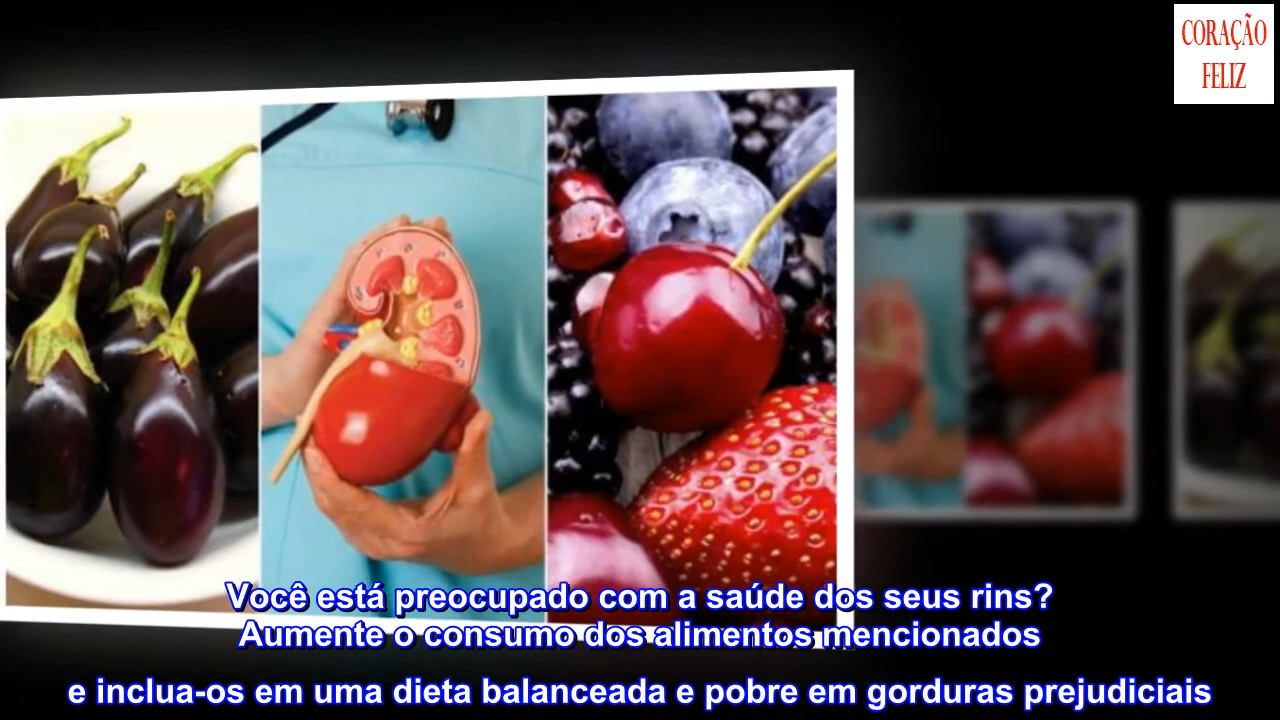 CORAÇÃO
FELIZ
Você está preocupado com a saúde dos seus rins?
Aumente o consumo dos alimentos mencionados
e inclua-os em uma dieta balanceada e pobre em gorduras prejudiciais